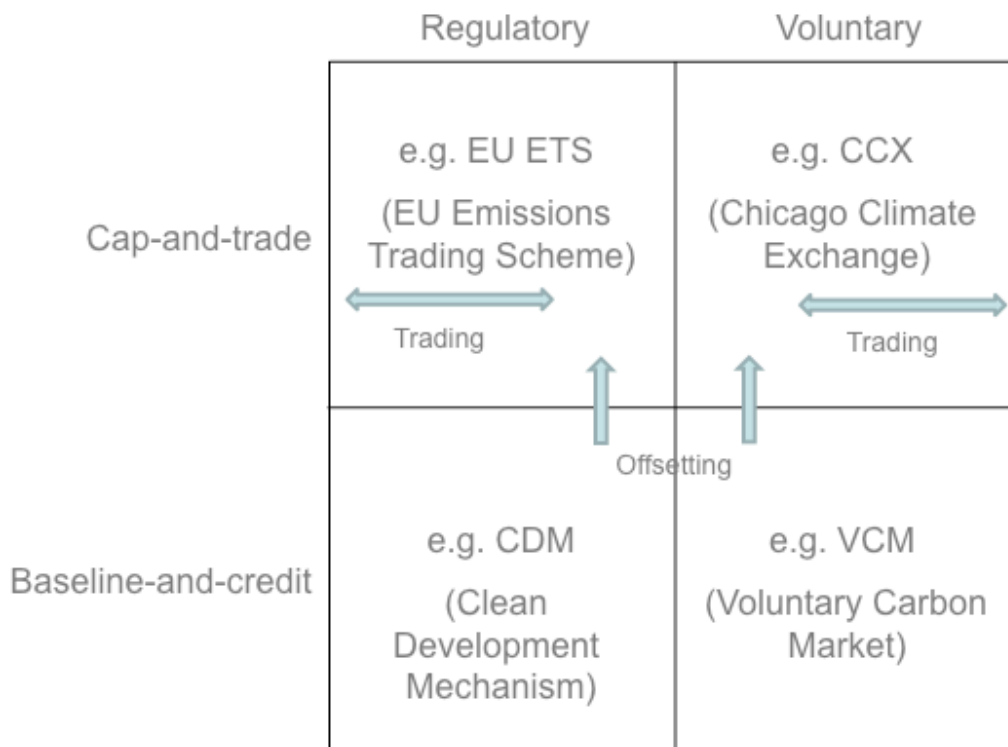 Regulatory
Voluntary
Cap-and-trade
e.g. EU ETS
(EU Emissions
Trading Scheme)
Trading
e.g. CCX
(Chicago Climate
Exchange)
Trading
Offsetting
Baseline-and-credit
e.g. CDM
(Clean
Development
Mechanism)
e.g. VCM
(Voluntary Carbon
Market)